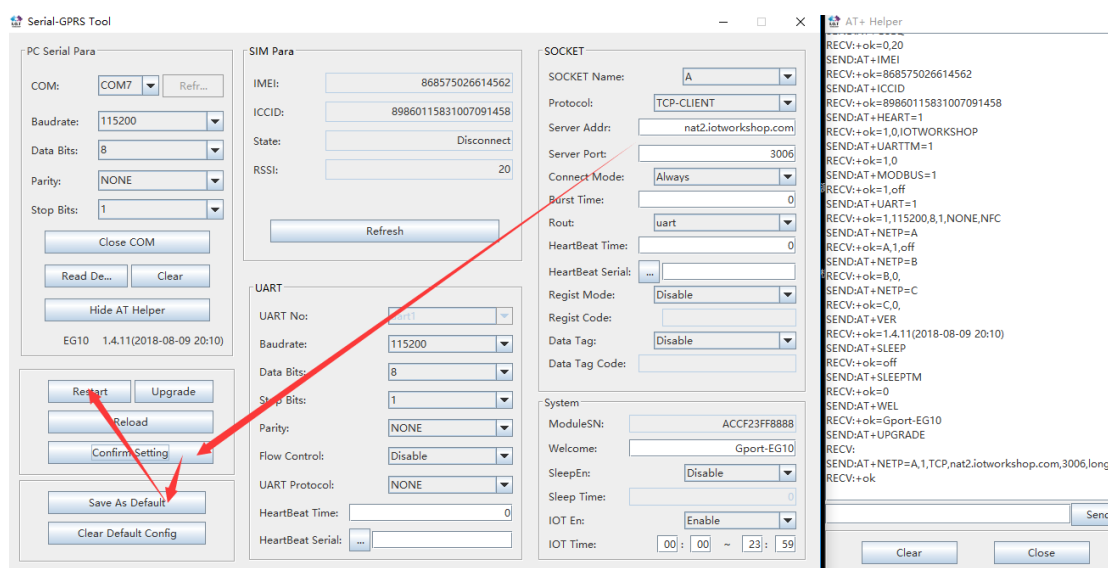 Serial-GPRS Tool
PC Serial Para
COM:
COM7
Refr...
Baudrate:
115200
Data Bits:
8
Parity:
NONE
Stop Bits:
1
Close COM
Read De...
Clear
Hide AT Helper
EG10 1.4.11(2018-08-09 20:10)
Restart
Upgrade
Reload
Confirm Setting
Save As Default
Clear Default Config
SIM Para
IMEI:
868575026614562
ICCID:
89860115831007091458
State:
Disconnect
RSSI:
20
Refresh
UART
UART No:
uart1
Baudrate:
115200
Data Bits:
8
Stop Bits:
1
Parity:
NONE
Flow Control:
Disable
UART Protocol:
NONE
HeartBeat Time:
0
HeartBeat Serial:
...
SOCKET
SOCKET Name:
A
Protocol:
TCP-CLIENT
Server Addr:
nat2.iotworkshop.com
Server Port:
3006
Connect Mode:
Always
Burst Time:
0
Rout:
uart
HeartBeat Time:
0
HeartBeat Serial:
...
Regist Mode:
Disable
Regist Code:
Data Tag:
Disable
Data Tag Code:
System
ModuleSN:
ACCF23FF8888
Welcome:
Gport-EG10
SleepEn:
Disable
Sleep Time:
0
IOT En:
Enable
IOT Time:
00 : 00 ~ 23 : 59
AT+ Helper
RECV:+ok=0,20
SEND:AT+IMEI
RECV:+ok=868575026614562
SEND:AT+ICCID
RECV:+ok=89860115831007091458
SEND:AT+HEART=1
RECV:+ok=1,0,IOTWORKSHOP
SEND:AT+UARTTM=1
RECV:+ok=1,0
SEND:AT+MODBUS=1
RECV:+ok=1,off
SEND:AT+UART=1
RECV:+ok=1,115200,8,1,NONE,NFC
SEND:AT+NETP=A
RECV:+ok=A,1,off
SEND:AT+NETP=B
RECV:+ok=B,0,
SEND:AT+NETP=C
RECV:+ok=C,0,
SEND:AT+VER
RECV:+ok=1.4.11(2018-08-09 20:10)
SEND:AT+SLEEP
RECV:+ok=off
SEND:AT+SLEEPTM
RECV:+ok=0
SEND:AT+WEL
RECV:+ok=Gport-EG10
SEND:AT+UPGRADE
RECV:
SEND:AT+NETP=A,1,TCP,nat2.iotworkshop.com,3006,long
RECV:+ok
Send
Clear
Close